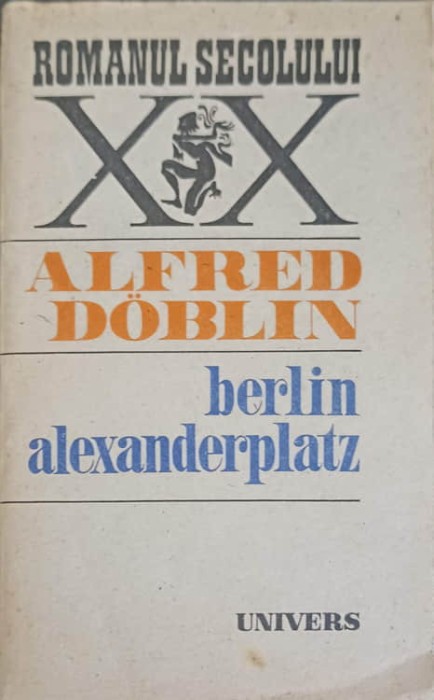 ROMANUL SECOLULUI
XX
ALFRED
DÖBLIN
berlin
alexanderplatz
UNIVERS